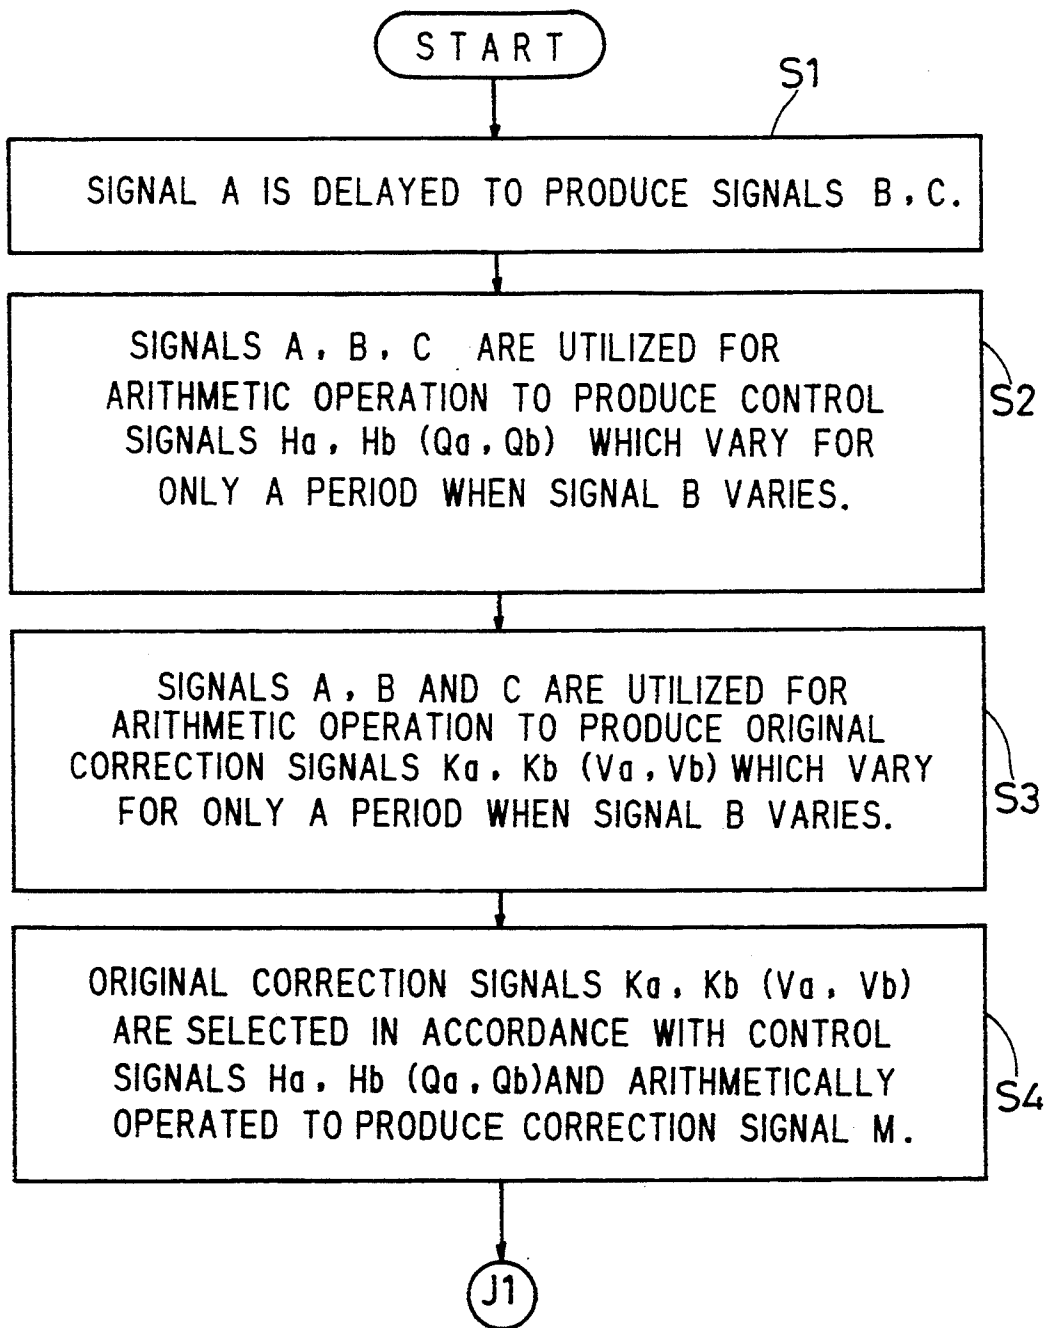 START
S1
SIGNAL A IS DELAYED TO PRODUCE SIGNALS B, C.
SIGNALS A, B, C ARE UTILIZED FOR
ARITHMETIC OPERATION TO PRODUCE CONTROL
SIGNALS Ha, Hb (Qa, Qb) WHICH VARY FOR
ONLY A PERIOD WHEN SIGNAL B VARIES.
S2
SIGNALS A, B AND C ARE UTILIZED FOR
ARITHMETIC OPERATION TO PRODUCE ORIGINAL
CORRECTION SIGNALS Ka, Kb (Va, Vb) WHICH VARY
FOR ONLY A PERIOD WHEN SIGNAL B VARIES.
S3
ORIGINAL CORRECTION SIGNALS Ka, Kb (Va, Vb)
ARE SELECTED IN ACCORDANCE WITH CONTROL
SIGNALS Ha, Hb (Qa, Qb) AND ARITHMETICALLY
OPERATED TO PRODUCE CORRECTION SIGNAL M.
S4
J1